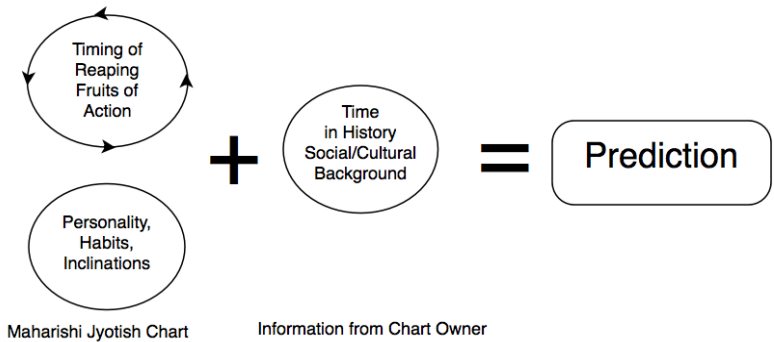 Timing of
Reaping
Fruits of
Action
Personality,
Habits,
Inclinations
Maharishi Jyotish Chart
+
Time
in History
Social/Cultural
Background
Information from Chart Owner
=
Prediction